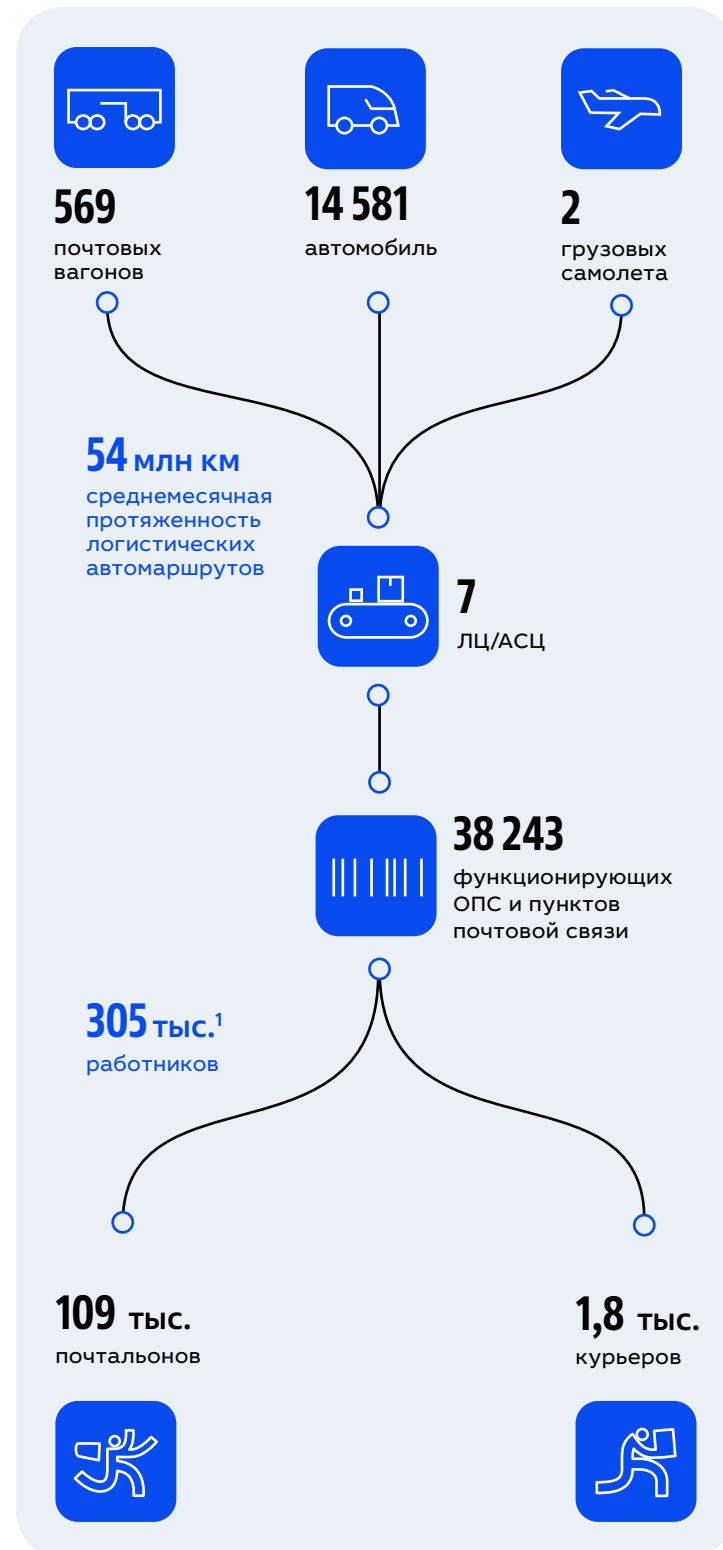 569
почтовых
вагонов
14 581
автомобиль
2
грузовых
самолета
54 млн км
среднемесячная
протяженность
логистических
автомаршрутов
7
ЛЦ/АСЦ
38 243
функционирующих
ОПС и пунктов
почтовой связи
305 тыс.¹
работников
109 тыс.
почтальонов
1,8 тыс.
курьеров